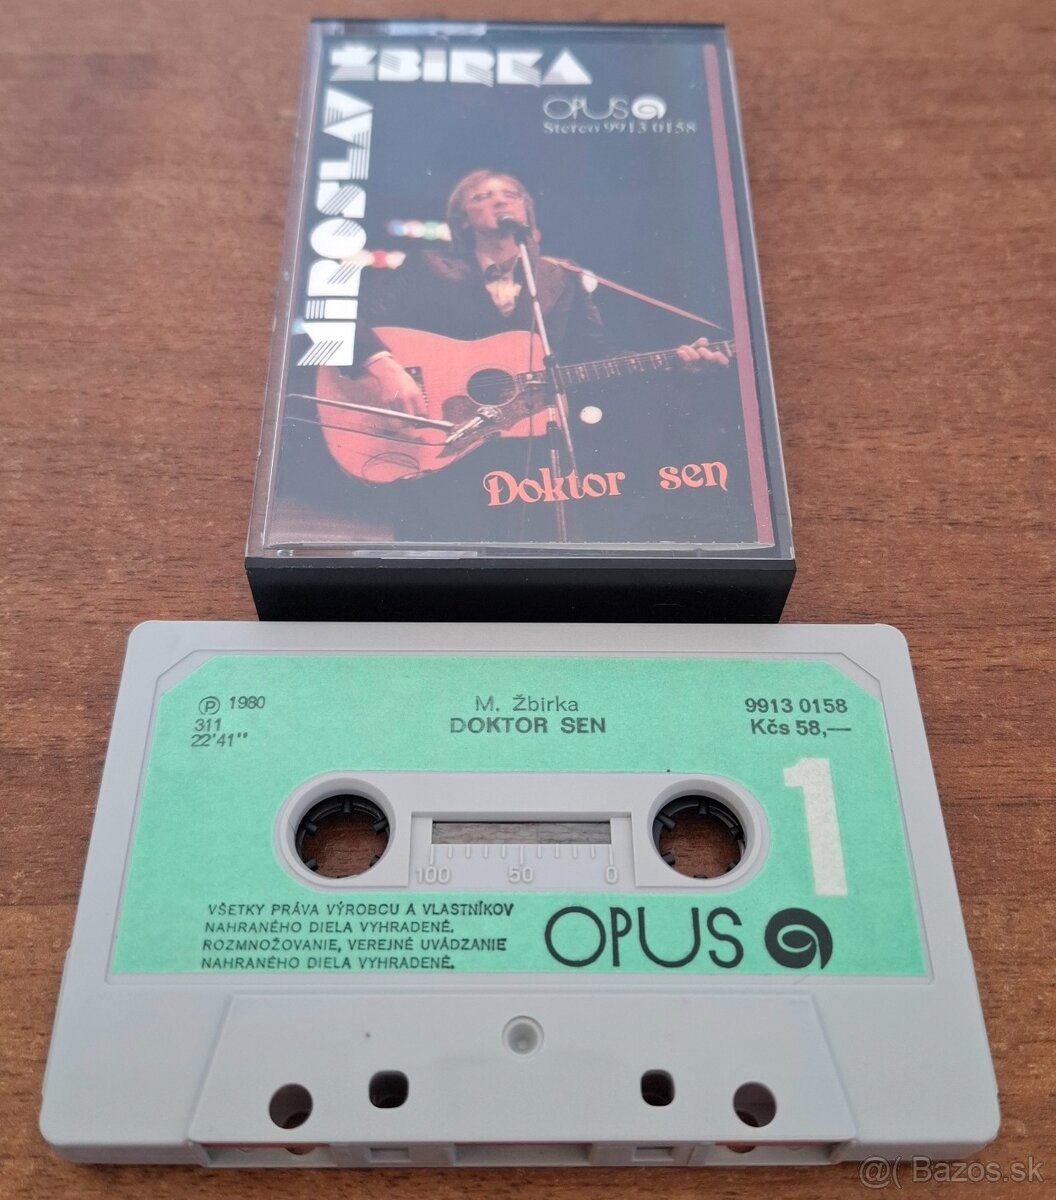 MIROSLAV
ŽBIRKA
OPUS
Stereo 9913 0158
Doktor sen
Ⓟ 1980
311
22'41"
M. Žbirka
DOKTOR SEN
9913 0158
Kčs 58,—
1
100 50 0
VŠETKY PRÁVA VÝROBCU A VLASTNÍKOV
NAHRANÉHO DIELA VYHRADENÉ.
ROZMNOŽOVANIE, VEREJNÉ UVÁDZANIE
NAHRANÉHO DIELA VYHRADENÉ.
OPUS
@( Bazos.sk